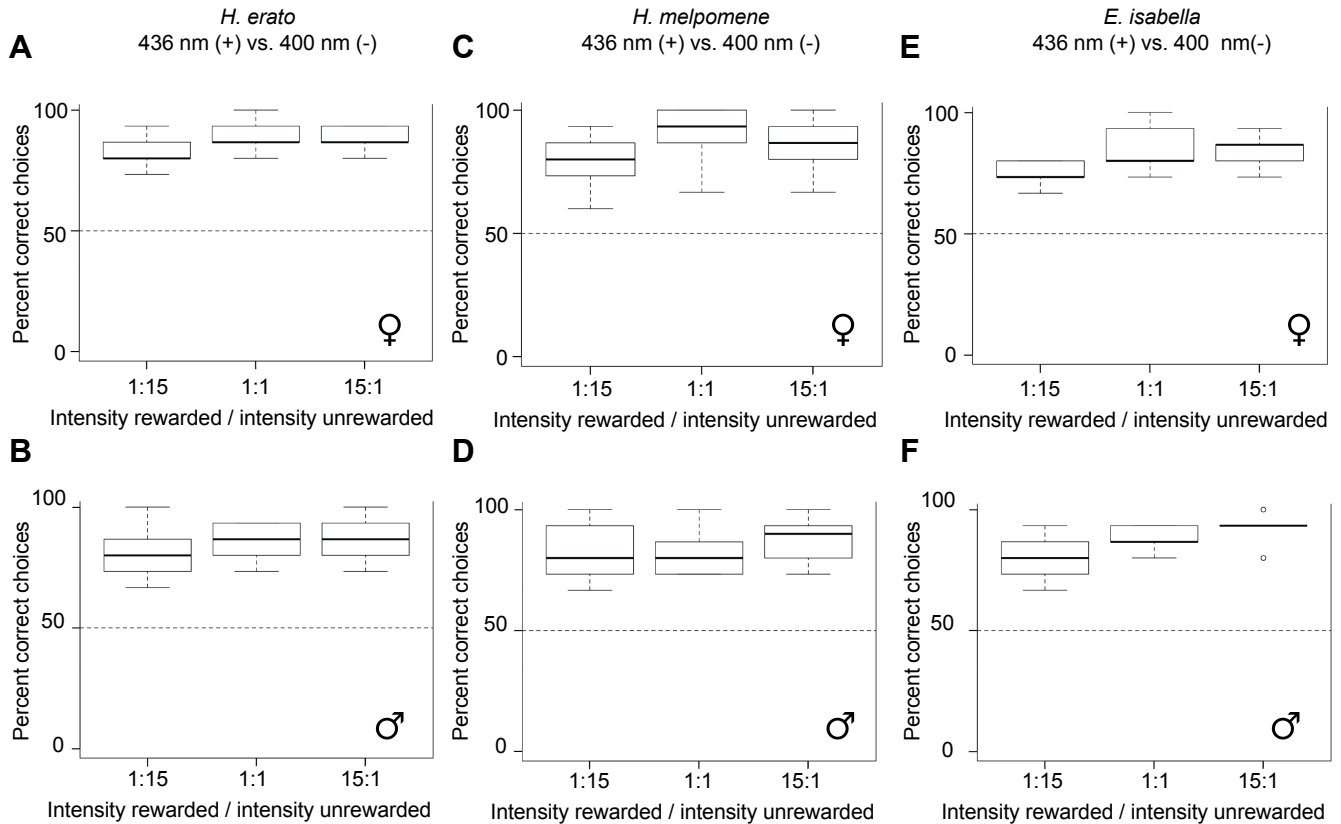 H. erato
436 nm (+) vs. 400 nm (-)
H. melpomene
436 nm (+) vs. 400 nm (-)
E. isabella
436 nm (+) vs. 400 nm(-)
A
Percent correct choices
100
50
0
♀
1:15 1:1 15:1
Intensity rewarded / intensity unrewarded
C
Percent correct choices
100
50
0
♀
1:15 1:1 15:1
Intensity rewarded / intensity unrewarded
E
Percent correct choices
100
50
0
♀
1:15 1:1 15:1
Intensity rewarded / intensity unrewarded
B
Percent correct choices
100
50
0
♂
1:15 1:1 15:1
Intensity rewarded / intensity unrewarded
D
Percent correct choices
100
50
0
♂
1:15 1:1 15:1
Intensity rewarded / intensity unrewarded
F
Percent correct choices
100
50
0
♂
1:15 1:1 15:1
Intensity rewarded / intensity unrewarded